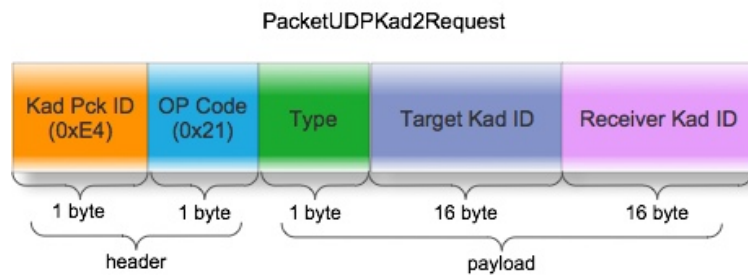 PacketUDPKad2Request
Kad Pck ID OP Code Type Target Kad ID Receiver Kad ID
(0xE4) (0x21)
1 byte 1 byte 1 byte 16 byte 16 byte
header payload